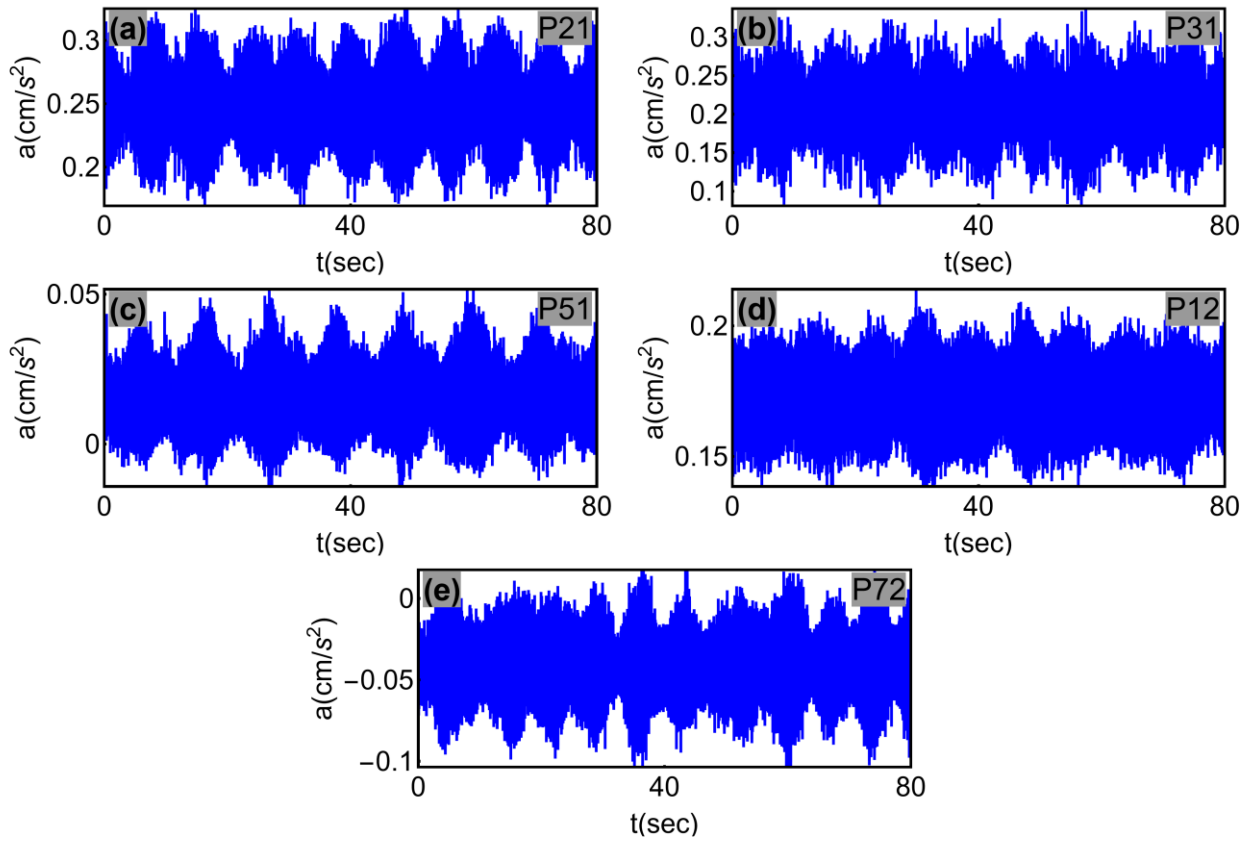 (a) P21
0.3
0.25
0.2
a(cm/s²)
0 40 80
t(sec)
(b) P31
0.3
0.25
0.2
0.15
0.1
a(cm/s²)
0 40 80
t(sec)
(c) P51
0.05
0
a(cm/s²)
0 40 80
t(sec)
(d) P12
0.2
0.15
a(cm/s²)
0 40 80
t(sec)
(e) P72
0
−0.05
−0.1
a(cm/s²)
0 40 80
t(sec)